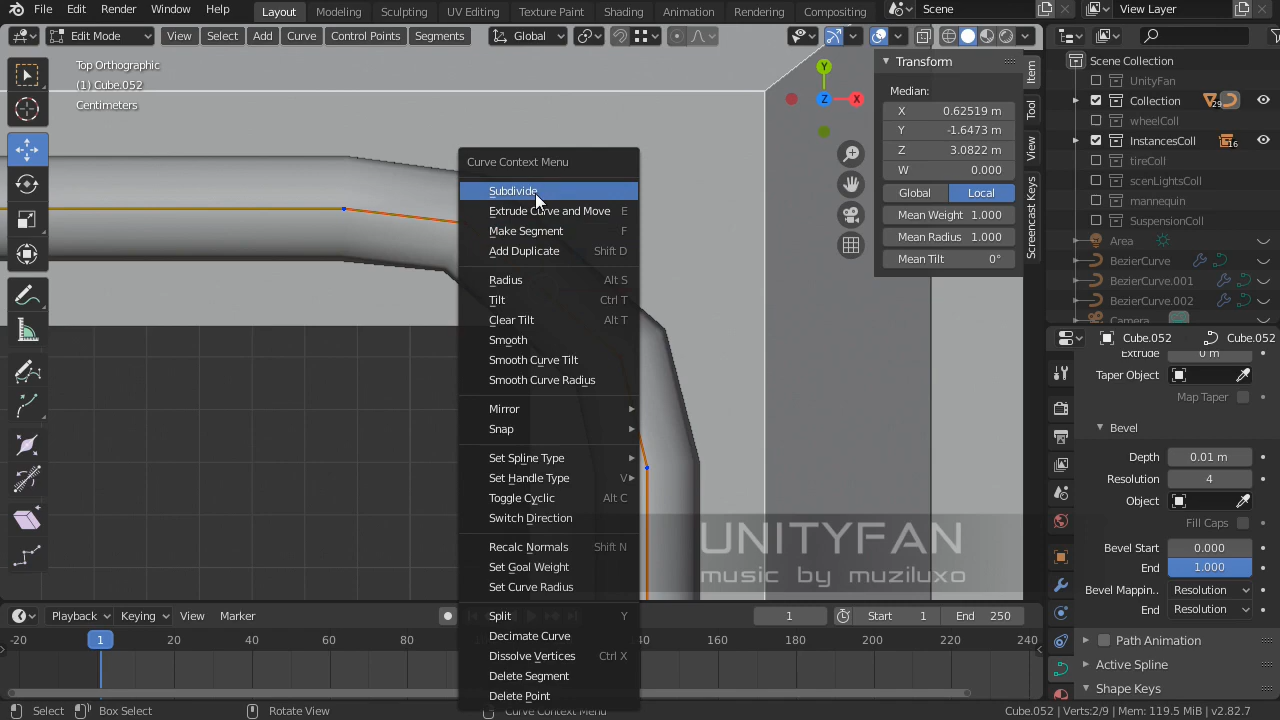 File Edit Render Window Help Layout Modeling Sculpting UV Editing Texture Paint Shading Animation Rendering Compositing Scene View Layer
Edit Mode View Select Add Curve Control Points Segments Global
Top Orthographic
(1) Cube.052
Centimeters
Y
Z
X
Transform
Median:
X 0.62519 m
Y -1.6473 m
Z 3.0822 m
W 0.000
Global Local
Mean Weight 1.000
Mean Radius 1.000
Mean Tilt 0°
Item
Tool
View
Screencast Keys
Scene Collection
UnityFan
Collection 29
wheelColl
InstancesColl 16
tireColl
scenLightsColl
mannequin
SuspensionColl
Area
BezierCurve
BezierCurve.001
BezierCurve.002
Camera
Cube.052 Cube.052
Extrude 0 m
Taper Object
Map Taper
Bevel
Depth 0.01 m
Resolution 4
Object
Fill Caps
Bevel Start 0.000
End 1.000
Bevel Mappin.. Resolution
End Resolution
Path Animation
Active Spline
Shape Keys
Curve Context Menu
Subdivide
Extrude Curve and Move E
Make Segment F
Add Duplicate Shift D
Radius Alt S
Tilt Ctrl T
Clear Tilt Alt T
Smooth
Smooth Curve Tilt
Smooth Curve Radius
Mirror
Snap
Set Spline Type
Set Handle Type V
Toggle Cyclic Alt C
Switch Direction
Recalc Normals Shift N
Set Goal Weight
Set Curve Radius
Split Y
Decimate Curve
Dissolve Vertices Ctrl X
Delete Segment
Delete Point
UNITYFAN
music by muziluxo
Playback Keying View Marker 1 Start 1 End 250
-20 1 20 40 60 80 140 160 180 200 220 240
Select Box Select Rotate View Curve Context Menu Cube.052 | Verts:2/9 | Mem: 119.5 MiB | v2.82.7